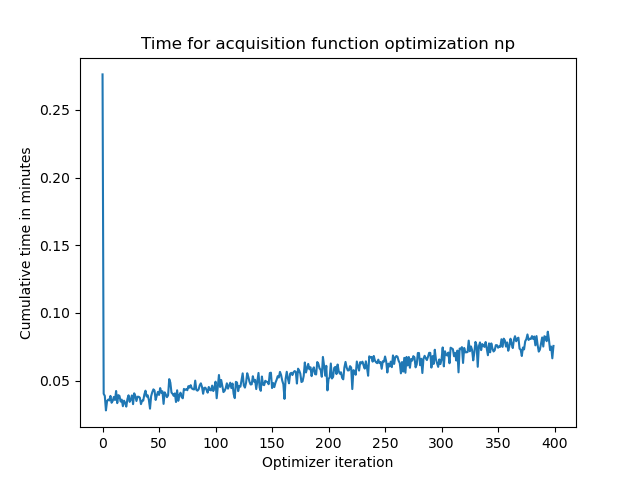 Time for acquisition function optimization np
Cumulative time in minutes
0.25
0.20
0.15
0.10
0.05
0 50 100 150 200 250 300 350 400
Optimizer iteration